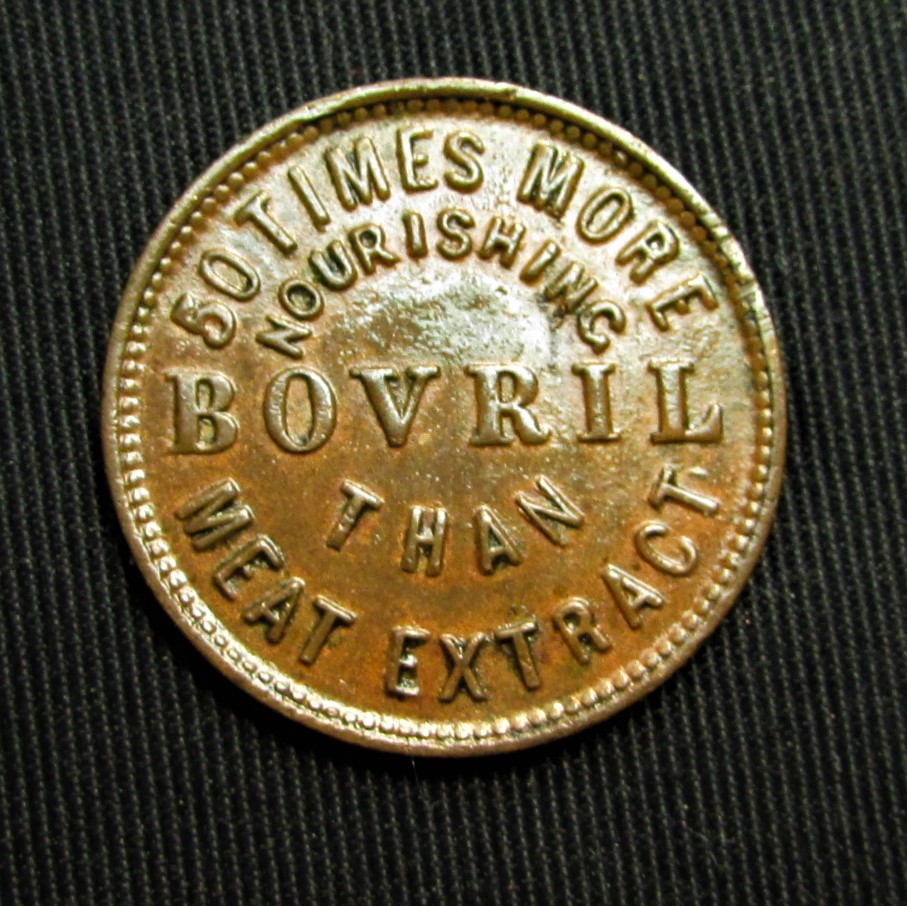 50 TIMES MORE
NOURISHING
BOVRIL
THAN
MEAT EXTRACT